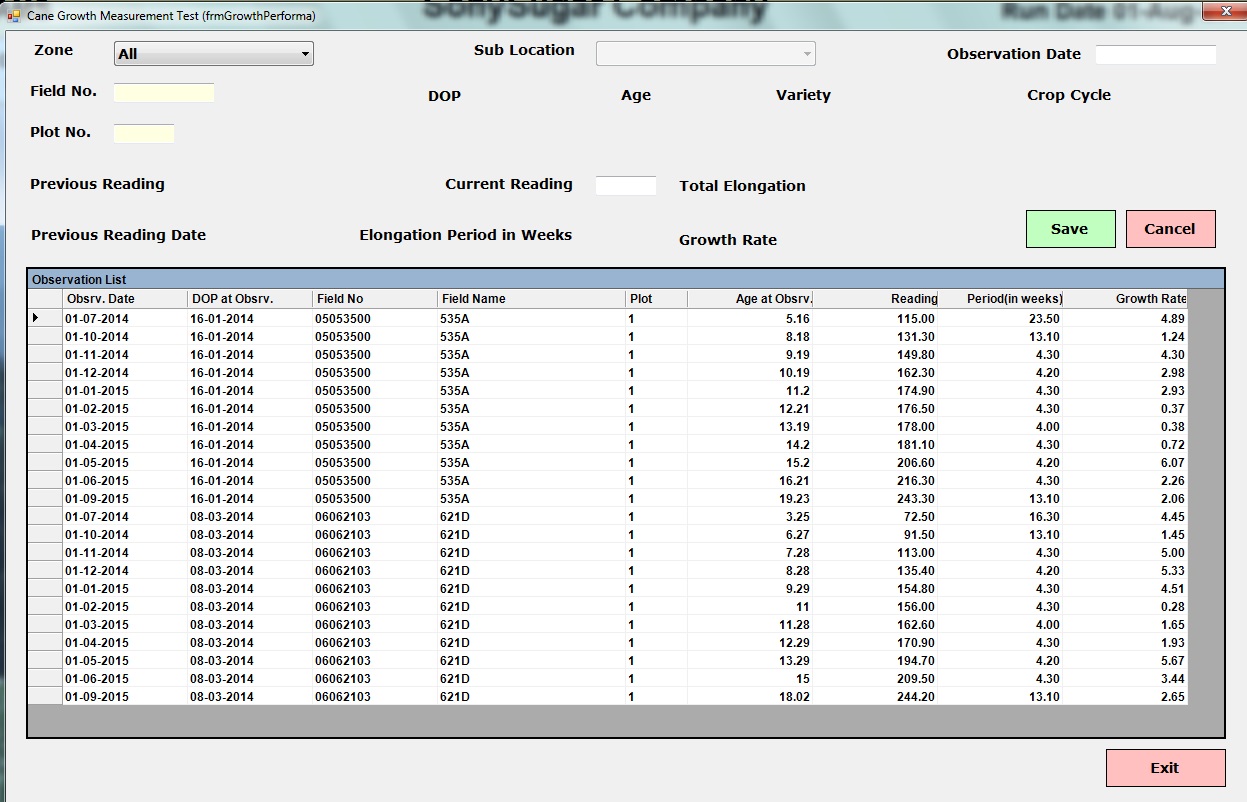 SonySugar Company
Run Date 01-Aug-
Cane Growth Measurement Test (frmGrowthPerforma)
Zone All Sub Location Observation Date
Field No. DOP Age Variety Crop Cycle
Plot No.
Previous Reading Current Reading Total Elongation
Save Cancel
Previous Reading Date Elongation Period in Weeks Growth Rate
Observation List
Obsrv. Date DOP at Obsrv. Field No Field Name Plot Age at Obsrv. Reading Period(in weeks) Growth Rate
01-07-2014 16-01-2014 05053500 535A 1 5.16 115.00 23.50 4.89
01-10-2014 16-01-2014 05053500 535A 1 8.18 131.30 13.10 1.24
01-11-2014 16-01-2014 05053500 535A 1 9.19 149.80 4.30 4.30
01-12-2014 16-01-2014 05053500 535A 1 10.19 162.30 4.20 2.98
01-01-2015 16-01-2014 05053500 535A 1 11.2 174.90 4.30 2.93
01-02-2015 16-01-2014 05053500 535A 1 12.21 176.50 4.30 0.37
01-03-2015 16-01-2014 05053500 535A 1 13.19 178.00 4.00 0.38
01-04-2015 16-01-2014 05053500 535A 1 14.2 181.10 4.30 0.72
01-05-2015 16-01-2014 05053500 535A 1 15.2 206.60 4.20 6.07
01-06-2015 16-01-2014 05053500 535A 1 16.21 216.30 4.30 2.26
01-09-2015 16-01-2014 05053500 535A 1 19.23 243.30 13.10 2.06
01-07-2014 08-03-2014 06062103 621D 1 3.25 72.50 16.30 4.45
01-10-2014 08-03-2014 06062103 621D 1 6.27 91.50 13.10 1.45
01-11-2014 08-03-2014 06062103 621D 1 7.28 113.00 4.30 5.00
01-12-2014 08-03-2014 06062103 621D 1 8.28 135.40 4.20 5.33
01-01-2015 08-03-2014 06062103 621D 1 9.29 154.80 4.30 4.51
01-02-2015 08-03-2014 06062103 621D 1 11 156.00 4.30 0.28
01-03-2015 08-03-2014 06062103 621D 1 11.28 162.60 4.00 1.65
01-04-2015 08-03-2014 06062103 621D 1 12.29 170.90 4.30 1.93
01-05-2015 08-03-2014 06062103 621D 1 13.29 194.70 4.20 5.67
01-06-2015 08-03-2014 06062103 621D 1 15 209.50 4.30 3.44
01-09-2015 08-03-2014 06062103 621D 1 18.02 244.20 13.10 2.65
Exit